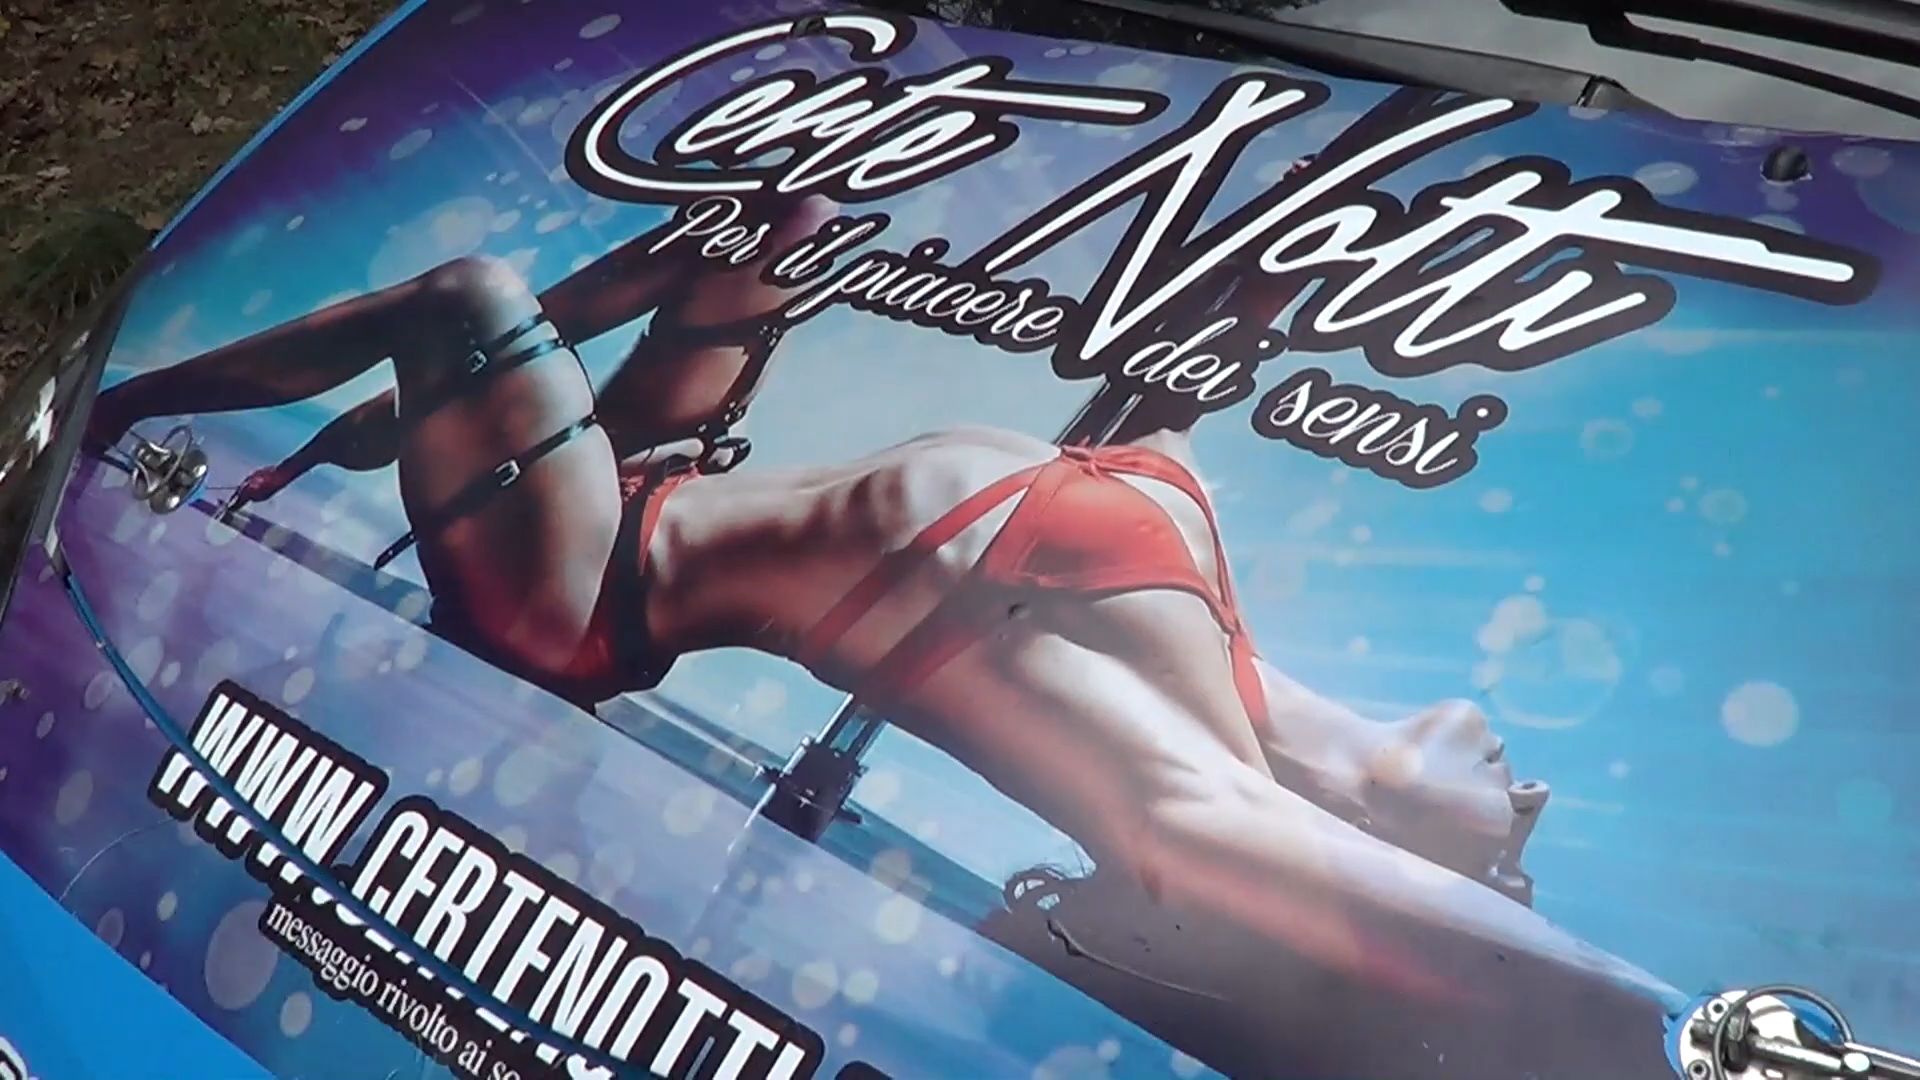 Certe Notti
Per il piacere dei sensi
WWW.CERTENOTTI
messaggio rivolto ai